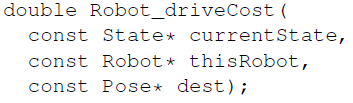 double Robot_driveCost(
const State* currentState,
const Robot* thisRobot,
const Pose* dest);